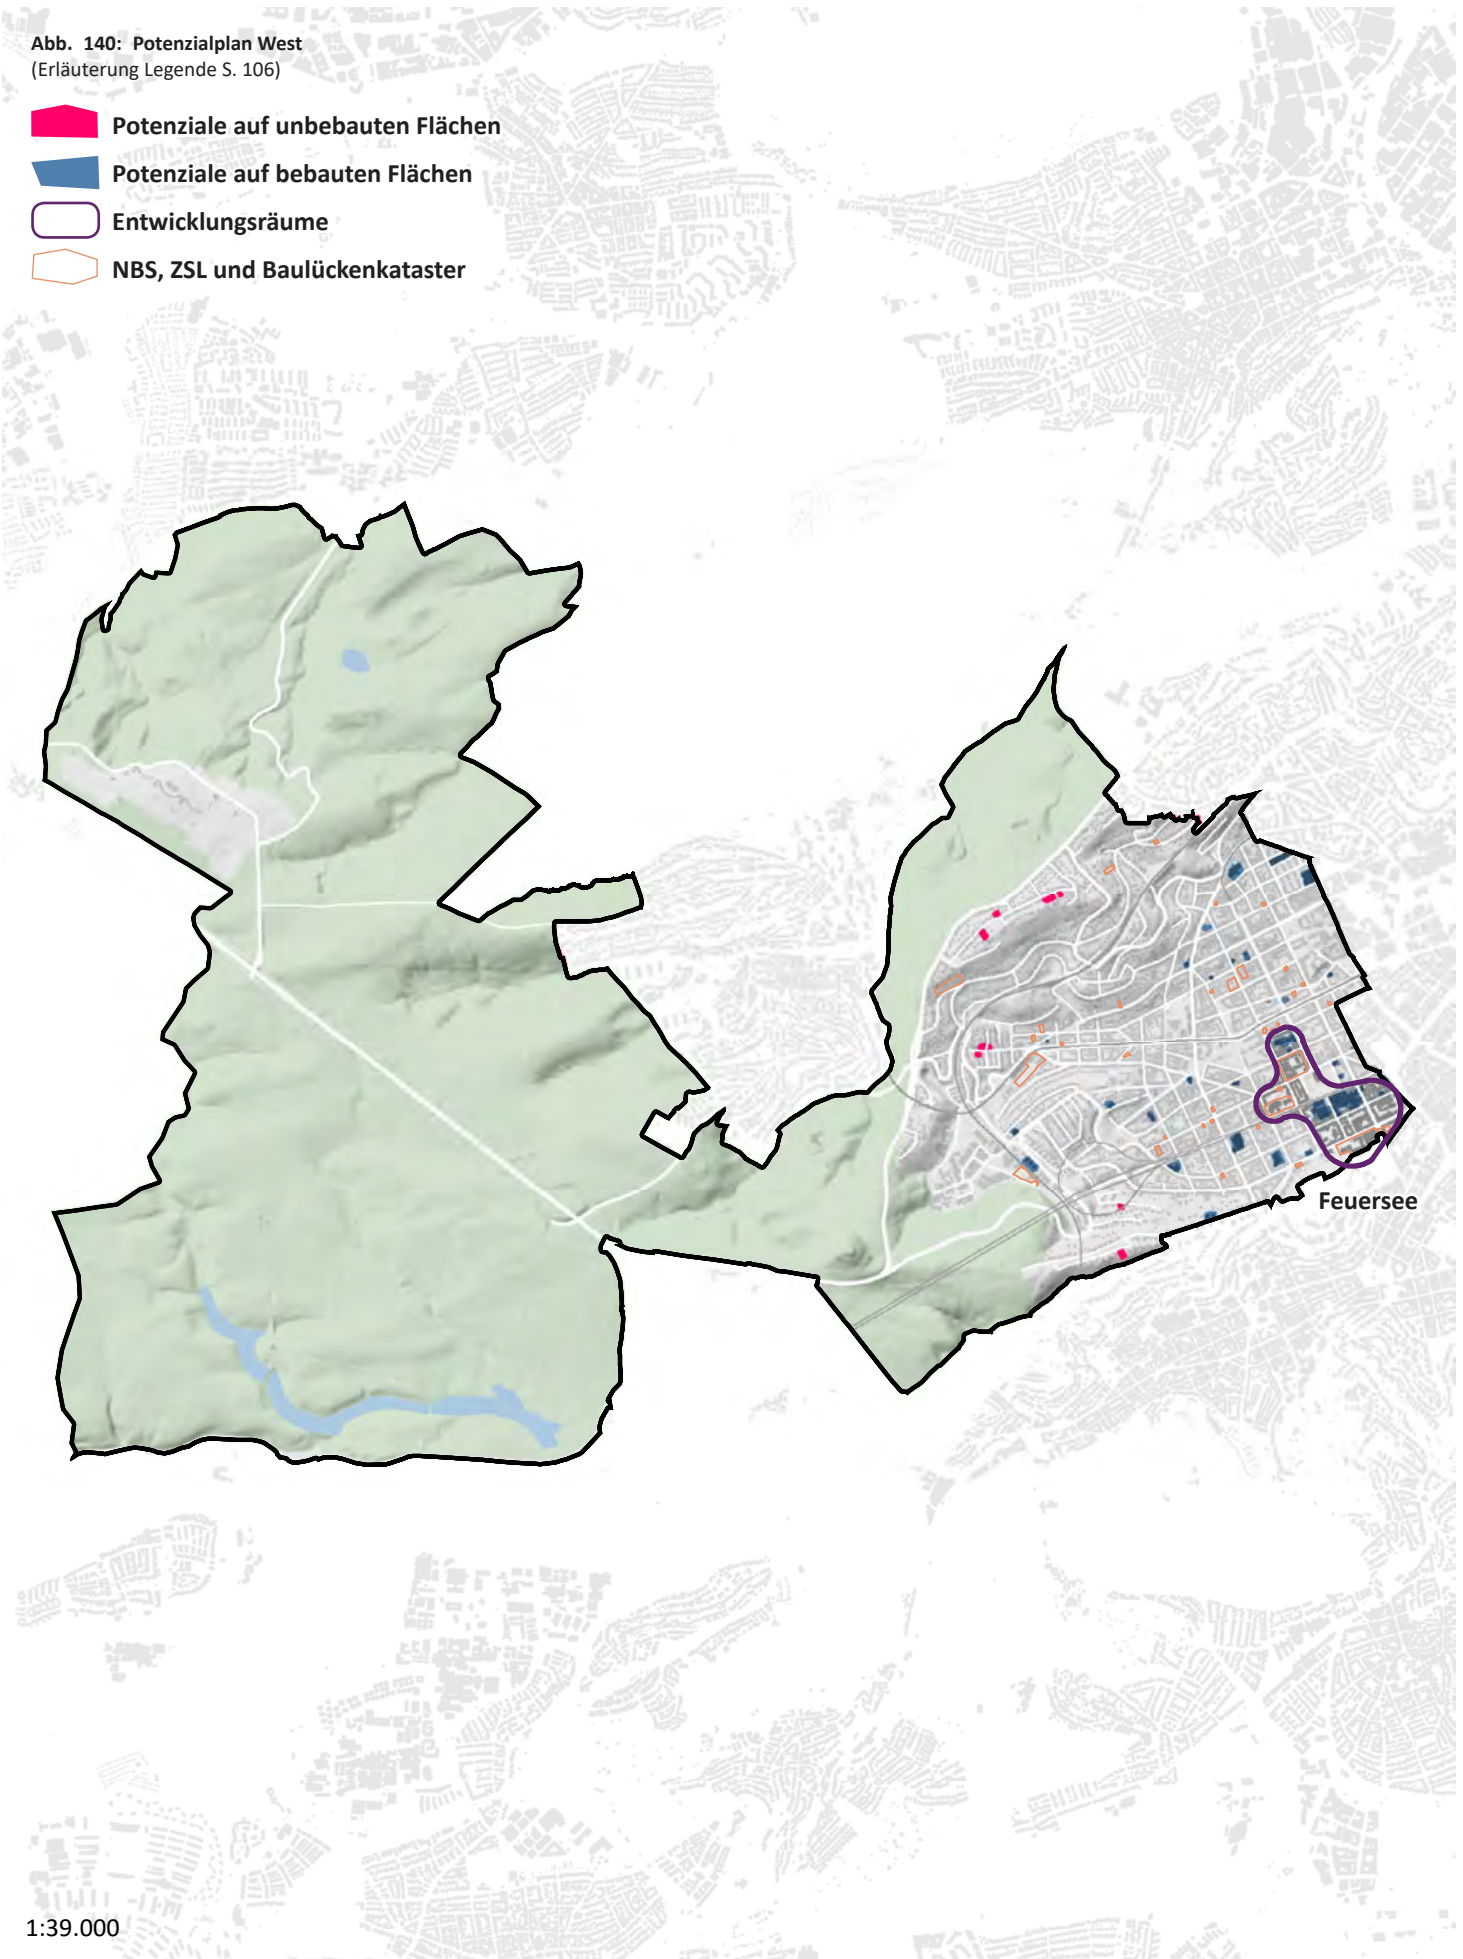 Abb. 140: Potenzialplan West
(Erläuterung Legende S. 106)
Potenziale auf unbebauten Flächen
Potenziale auf bebauten Flächen
Entwicklungsräume
NBS, ZSL und Baulückenkataster
Feuersee
1:39.000